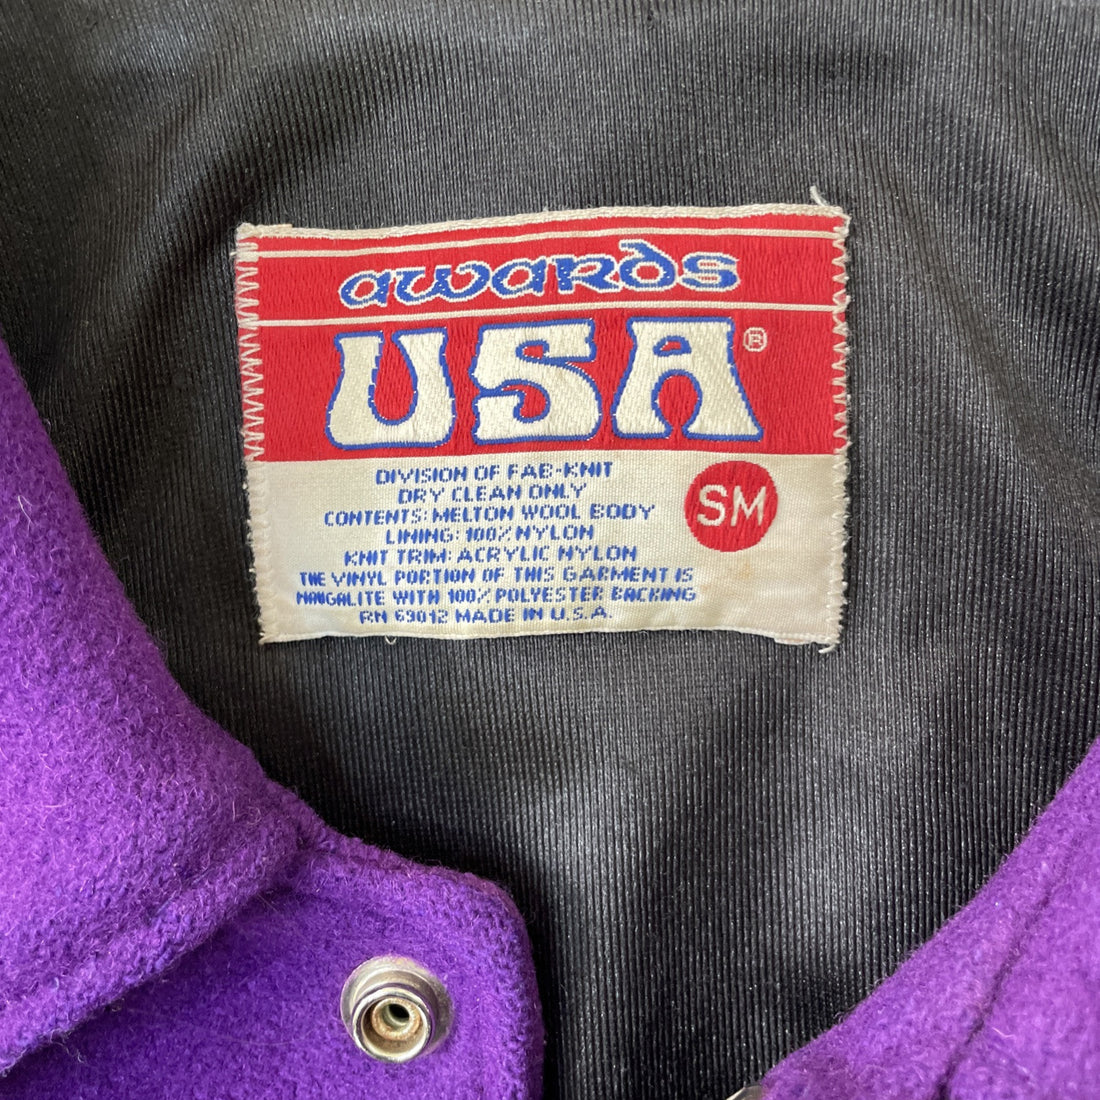 awards
USA®
DIVISION OF FAB-KNIT
DRY CLEAN ONLY
CONTENTS: MELTON WOOL BODY
LINING: 100% NYLON
KNIT TRIM: ACRYLIC NYLON
THE VINYL PORTION OF THIS GARMENT IS
NAUGALITE WITH 100% POLYESTER BACKING
RN 69012 MADE IN U.S.A.
SM